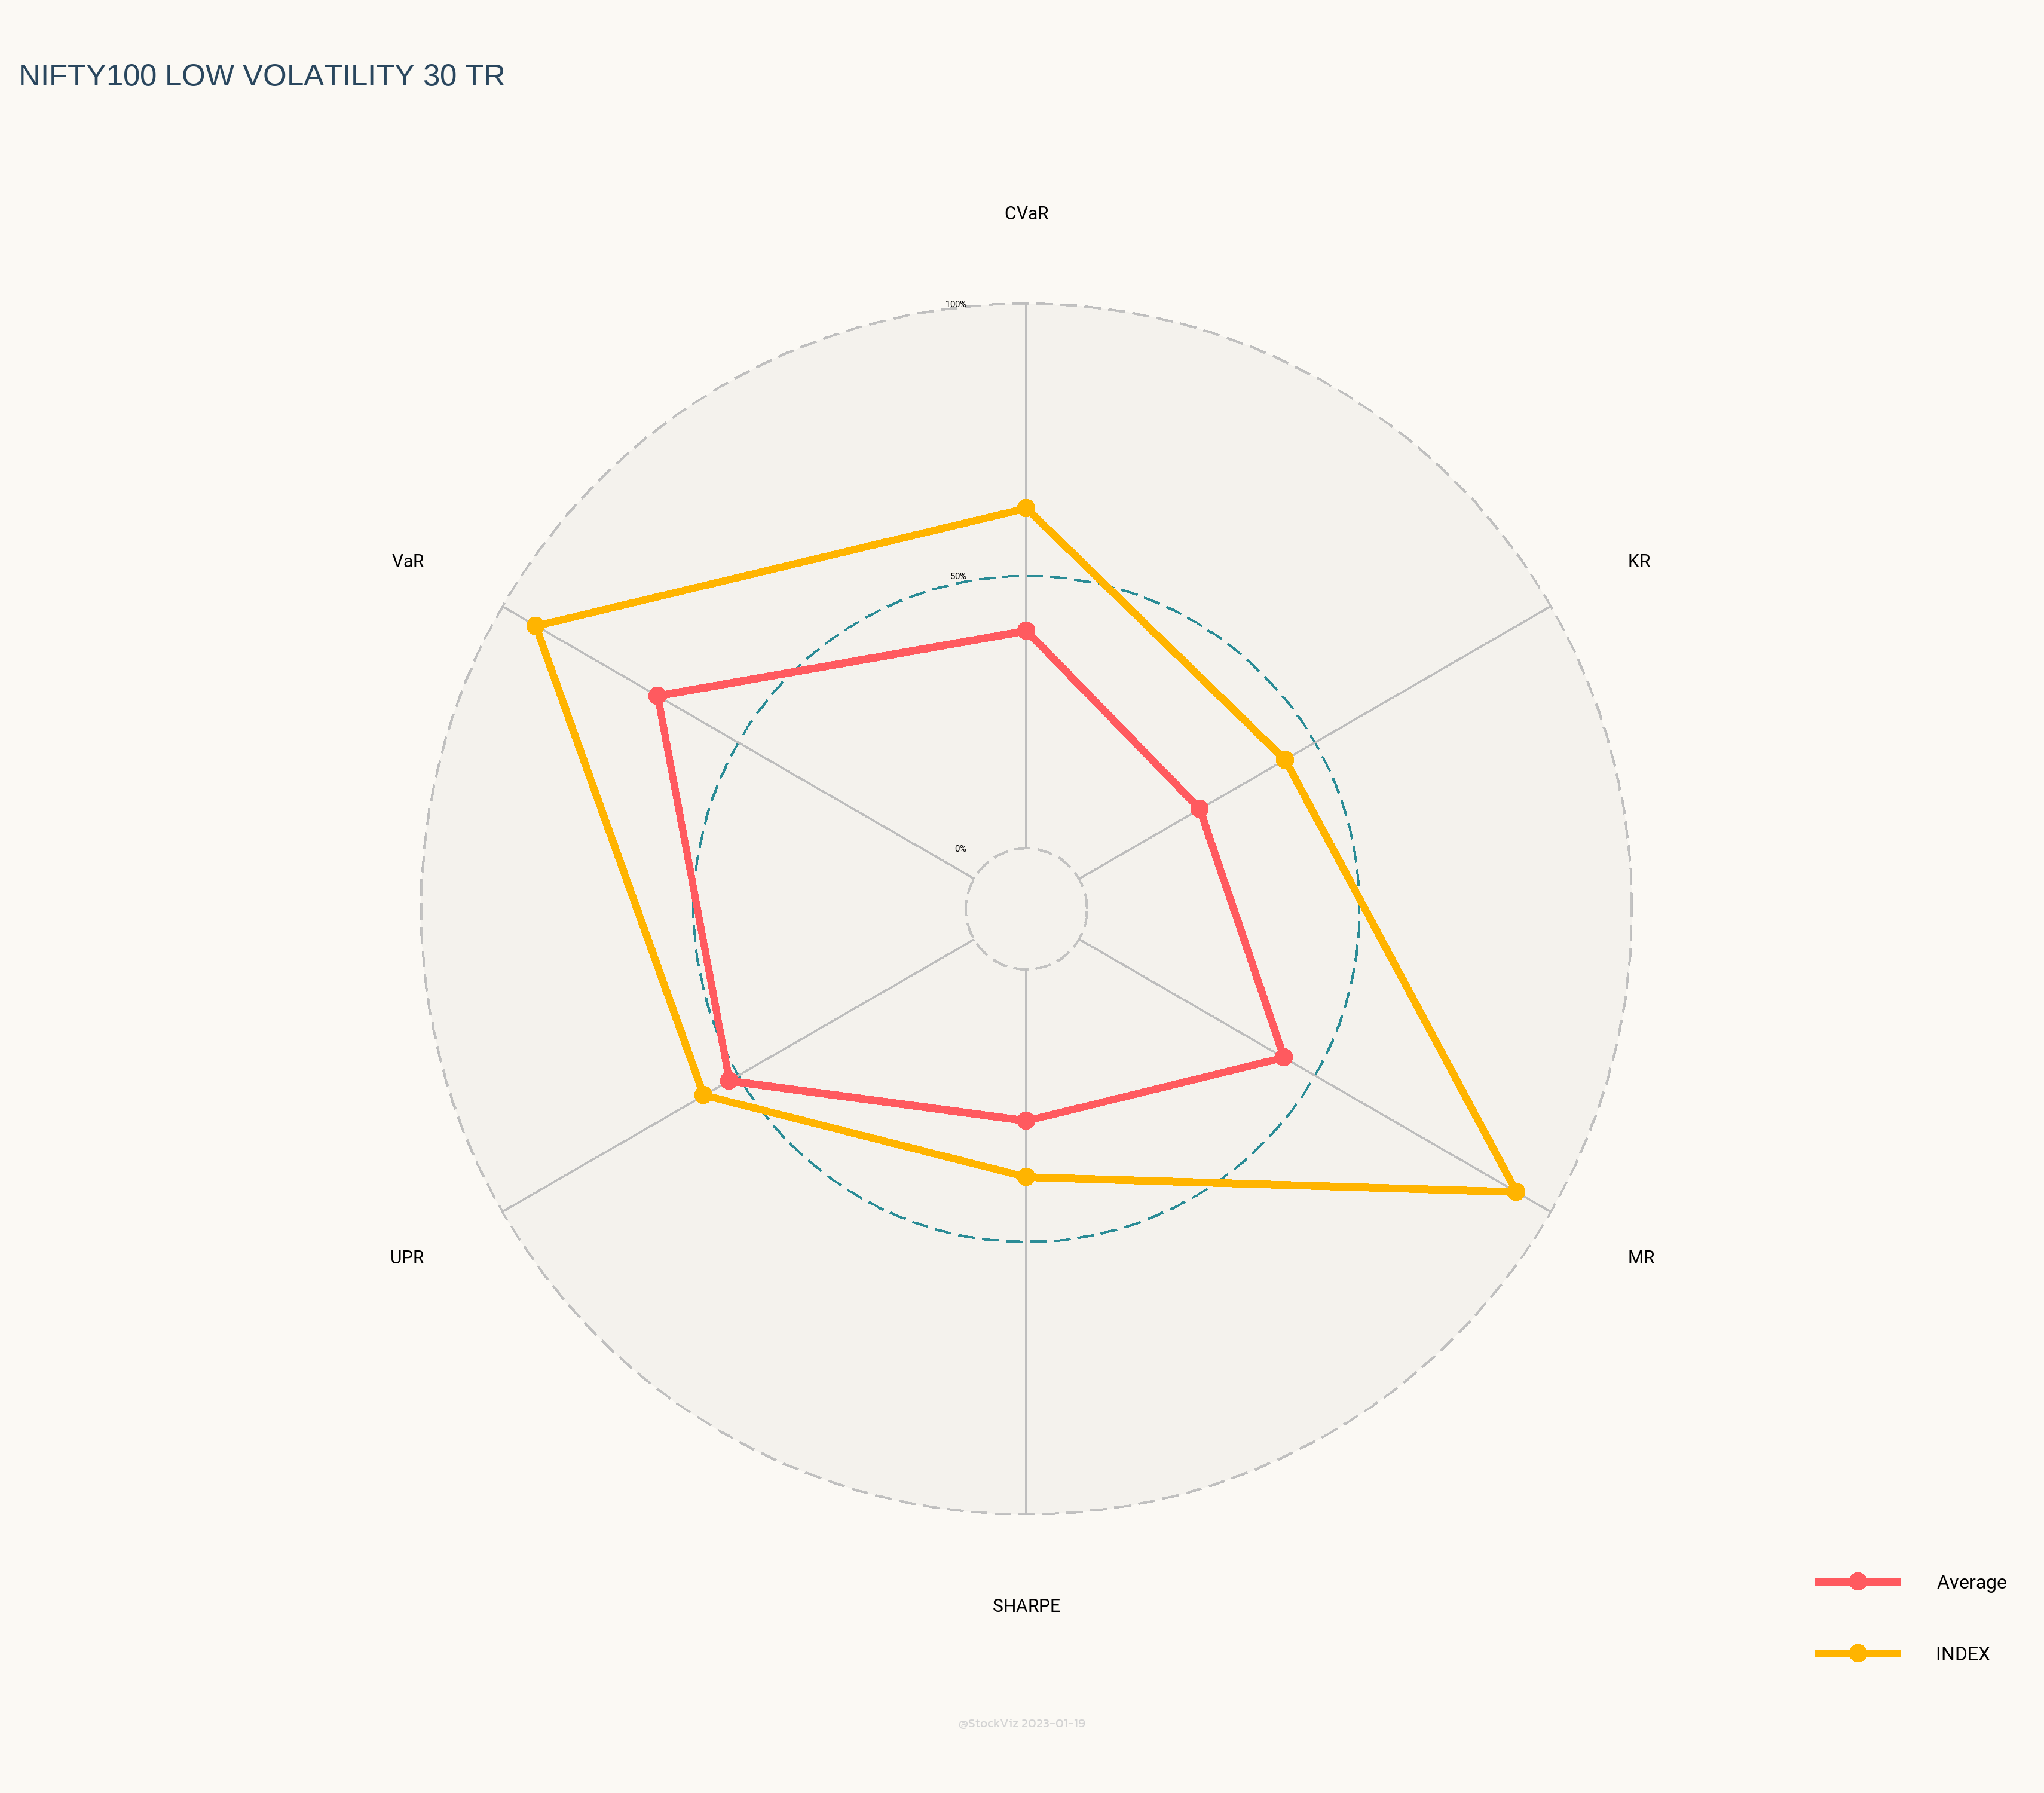 NIFTY100 LOW VOLATILITY 30 TR
CVaR
100%
VaR
KR
50%
0%
UPR
MR
SHARPE
Average
INDEX
@StockViz 2023-01-19